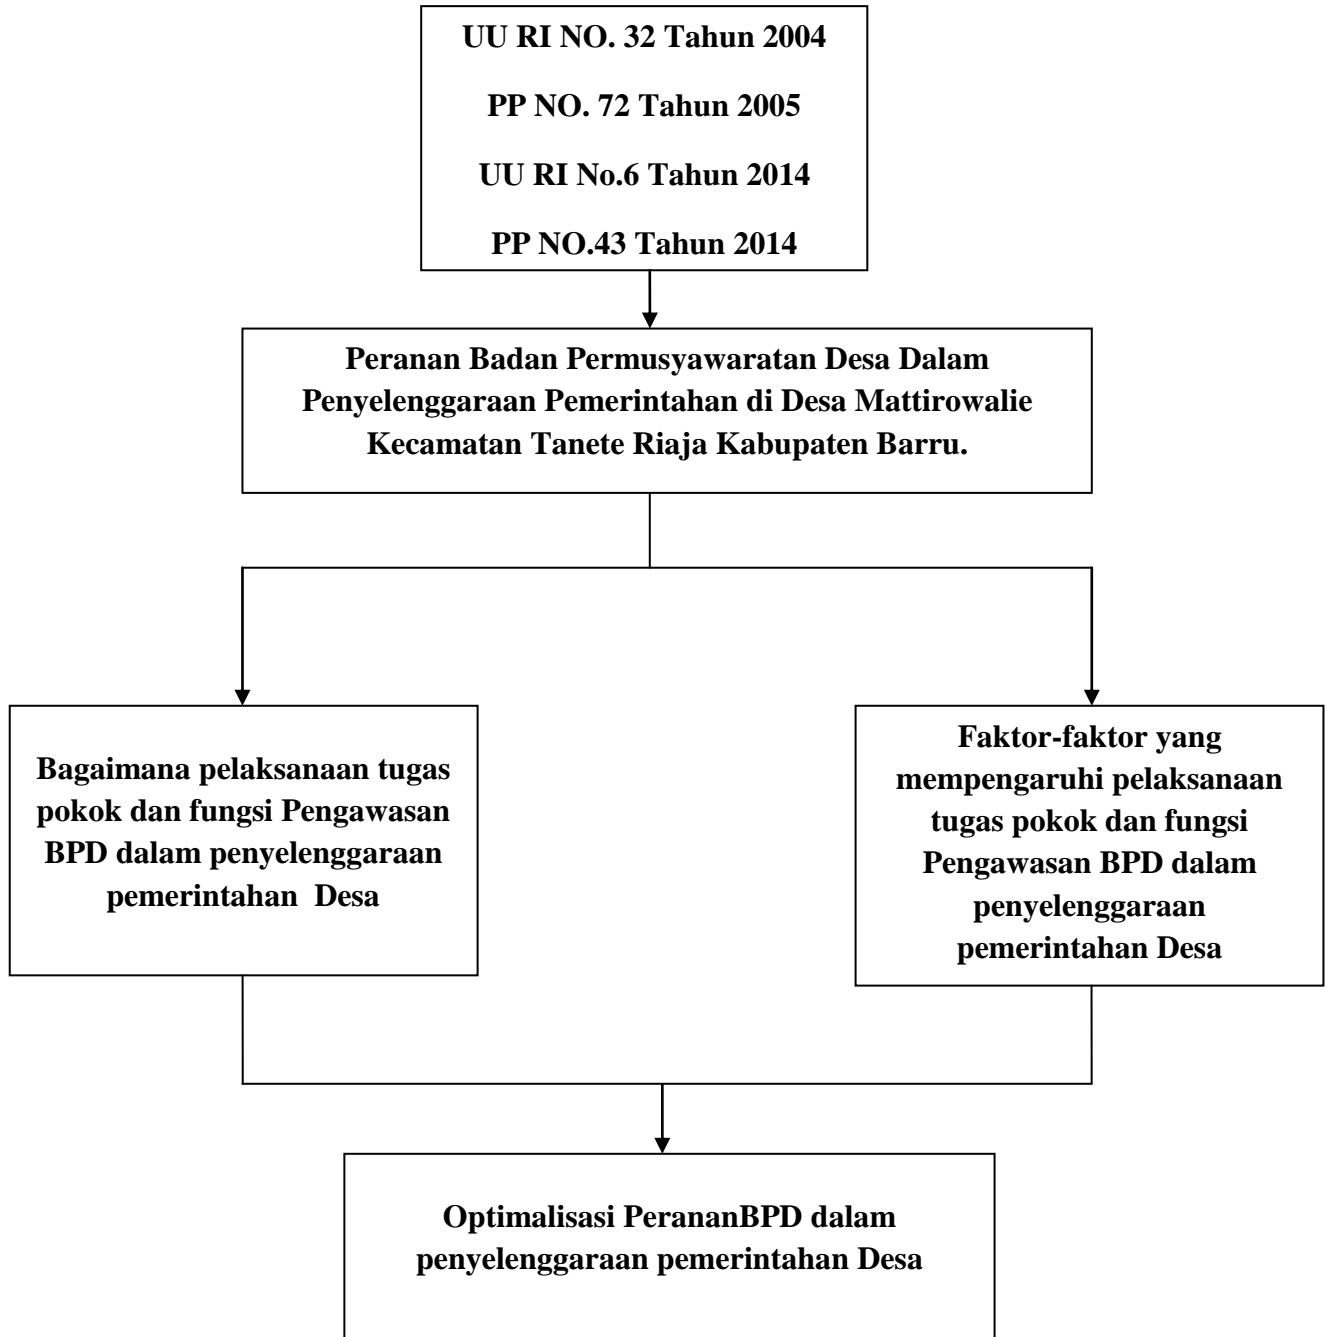 UU RI NO. 32 Tahun 2004
PP NO. 72 Tahun 2005
UU RI No.6 Tahun 2014
PP NO.43 Tahun 2014
Peranan Badan Permusyawaratan Desa Dalam
Penyelenggaraan Pemerintahan di Desa Mattirowalie
Kecamatan Tanete Riaja Kabupaten Barru.
Bagaimana pelaksanaan tugas
pokok dan fungsi Pengawasan
BPD dalam penyelenggaraan
pemerintahan Desa
Faktor-faktor yang
mempengaruhi pelaksanaan
tugas pokok dan fungsi
Pengawasan BPD dalam
penyelenggaraan
pemerintahan Desa
Optimalisasi PerananBPD dalam
penyelenggaraan pemerintahan Desa